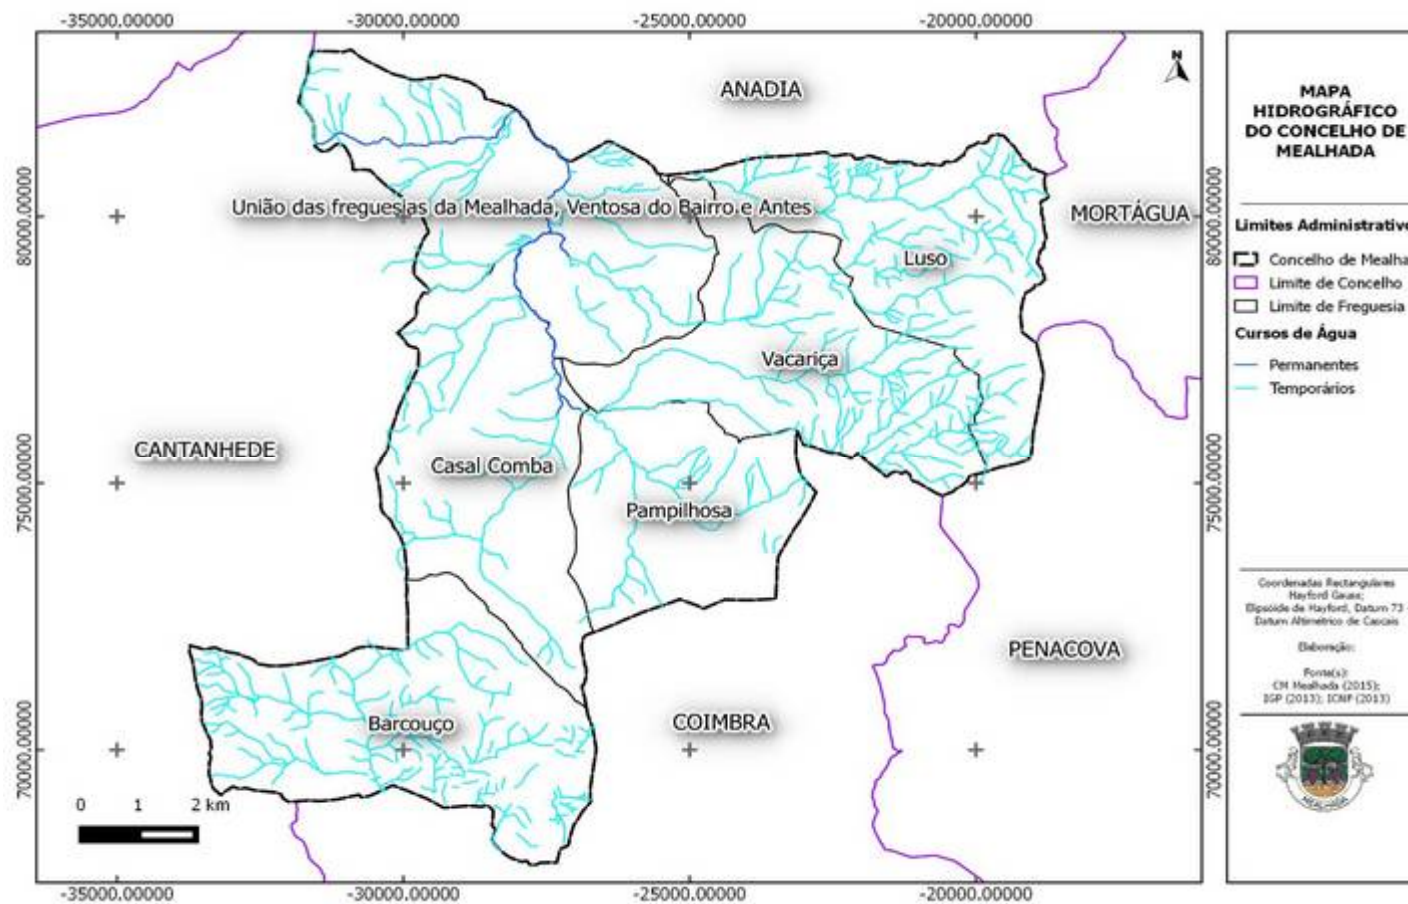 -35000.00000 -30000.00000 -25000.00000 -20000.00000
N
ANADIA
MORTÁGUA
União das freguesias da Mealhada, Ventosa do Bairro e Antes
Luso
Vacariça
CANTANHEDE
Casal Comba
Pampilhosa
PENACOVA
Barcouço
COIMBRA
80000.00000
75000.00000
70000.00000
80000.00000
75000.00000
70000.00000
0 1 2 km
-35000.00000 -30000.00000 -25000.00000 -20000.00000
MAPA
HIDROGRÁFICO
DO CONCELHO DE
MEALHADA
Limites Administrativo
Concelho de Mealha
Limite de Concelho
Limite de Freguesia
Cursos de Água
Permanentes
Temporários
Coordenadas Rectangulares
Hayford Gauss;
Elipsóide de Hayford, Datum 73 -
Datum Altimétrico de Cascais
Elaboração:
Fonte(s):
CM Mealhada (2015);
IGP (2013); ICNF (2013)
MEALHADA